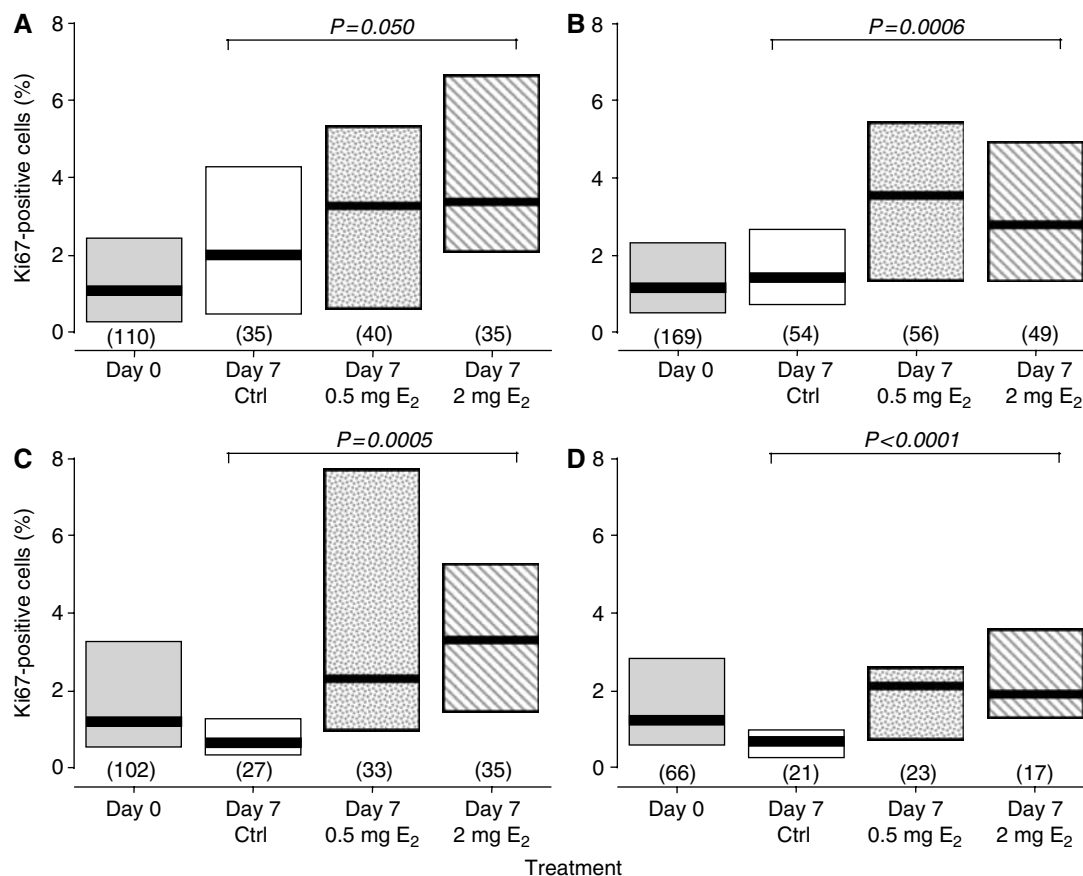 A
P=0.050
8
6
4
2
0
Ki67-positive cells (%)
(110) (35) (40) (35)
Day 0 Day 7 Day 7 Day 7
Ctrl 0.5 mg E₂ 2 mg E₂
B
P=0.0006
8
6
4
2
0
(169) (54) (56) (49)
Day 0 Day 7 Day 7 Day 7
Ctrl 0.5 mg E₂ 2 mg E₂
C
P=0.0005
8
6
4
2
0
Ki67-positive cells (%)
(102) (27) (33) (35)
Day 0 Day 7 Day 7 Day 7
Ctrl 0.5 mg E₂ 2 mg E₂
D
P<0.0001
8
6
4
2
0
(66) (21) (23) (17)
Day 0 Day 7 Day 7 Day 7
Ctrl 0.5 mg E₂ 2 mg E₂
Treatment